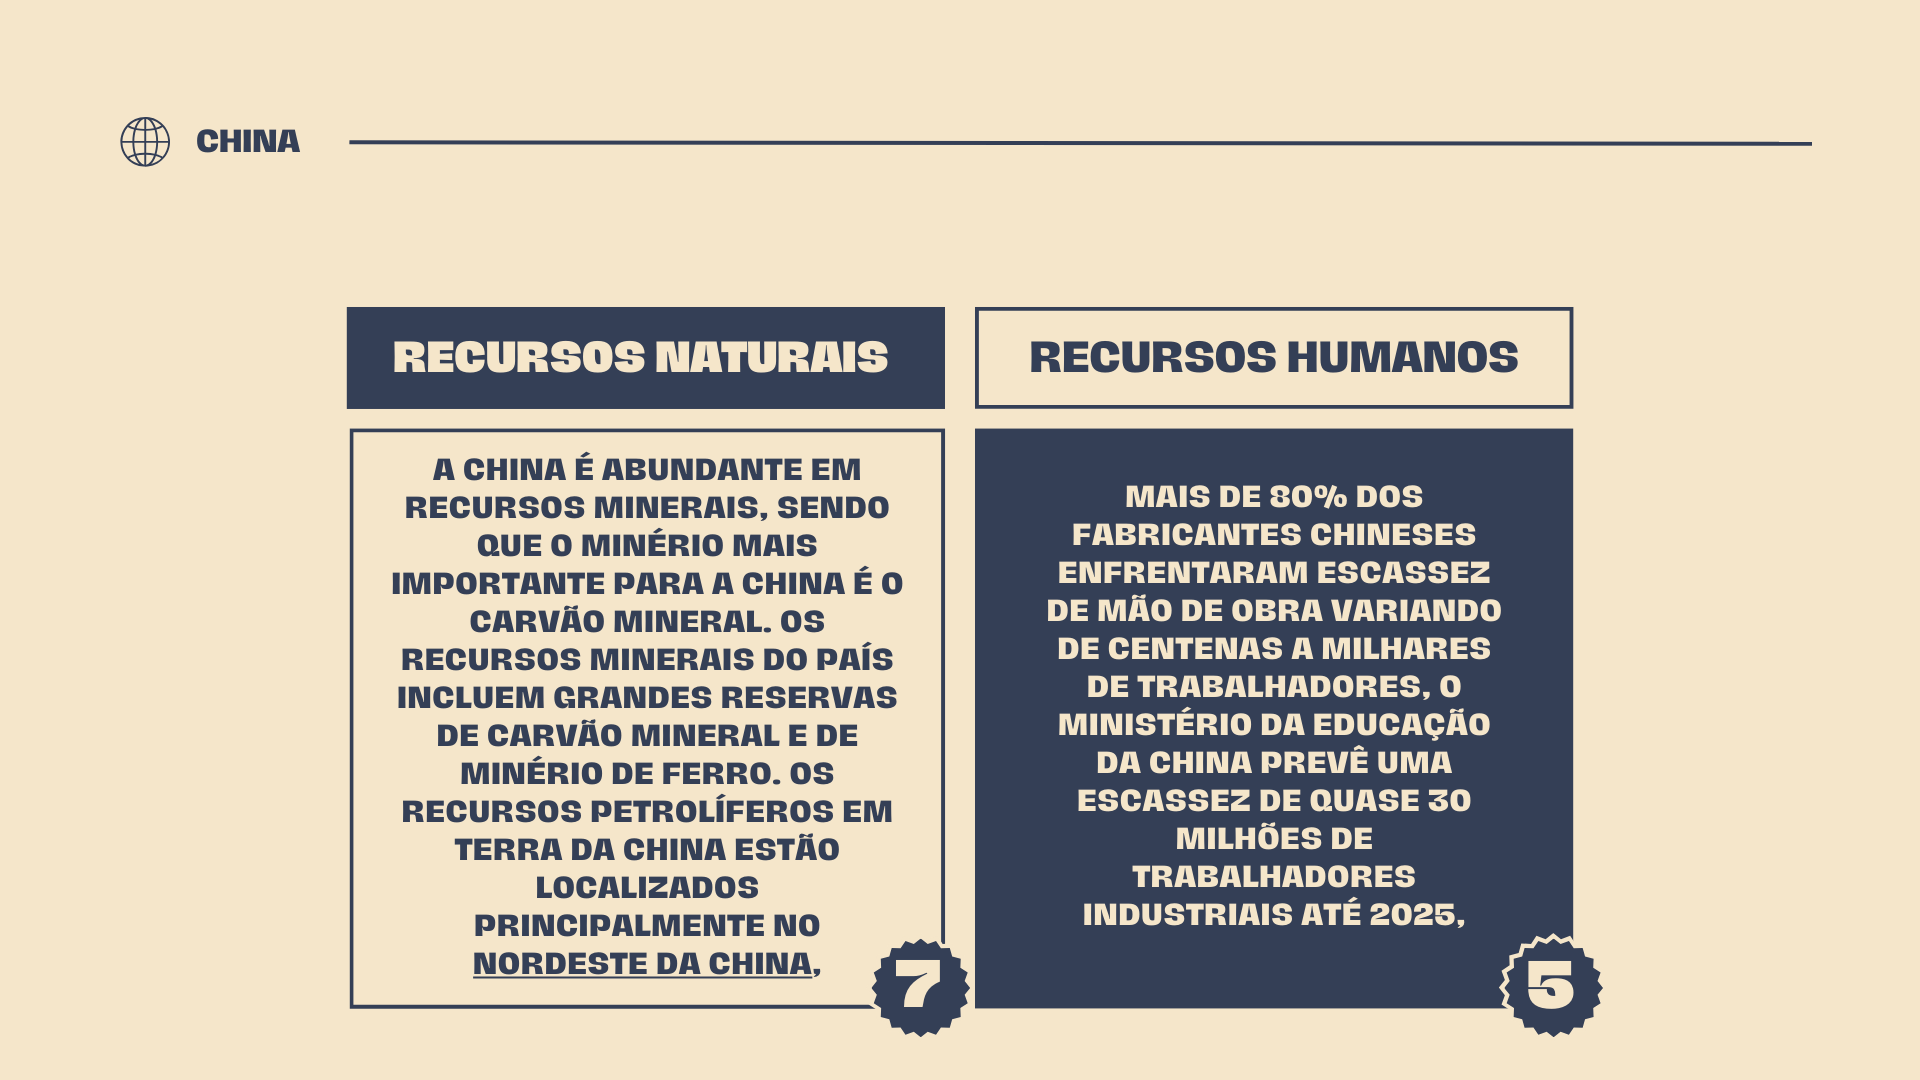 CHINA
RECURSOS NATURAIS
A CHINA É ABUNDANTE EM
RECURSOS MINERAIS, SENDO
QUE O MINÉRIO MAIS
IMPORTANTE PARA A CHINA É O
CARVÃO MINERAL. OS
RECURSOS MINERAIS DO PAÍS
INCLUEM GRANDES RESERVAS
DE CARVÃO MINERAL E DE
MINÉRIO DE FERRO. OS
RECURSOS PETROLÍFEROS EM
TERRA DA CHINA ESTÃO
LOCALIZADOS
PRINCIPALMENTE NO
NORDESTE DA CHINA,
7
RECURSOS HUMANOS
MAIS DE 80% DOS
FABRICANTES CHINESES
ENFRENTARAM ESCASSEZ
DE MÃO DE OBRA VARIANDO
DE CENTENAS A MILHARES
DE TRABALHADORES, O
MINISTÉRIO DA EDUCAÇÃO
DA CHINA PREVÊ UMA
ESCASSEZ DE QUASE 30
MILHÕES DE
TRABALHADORES
INDUSTRIAIS ATÉ 2025,
5